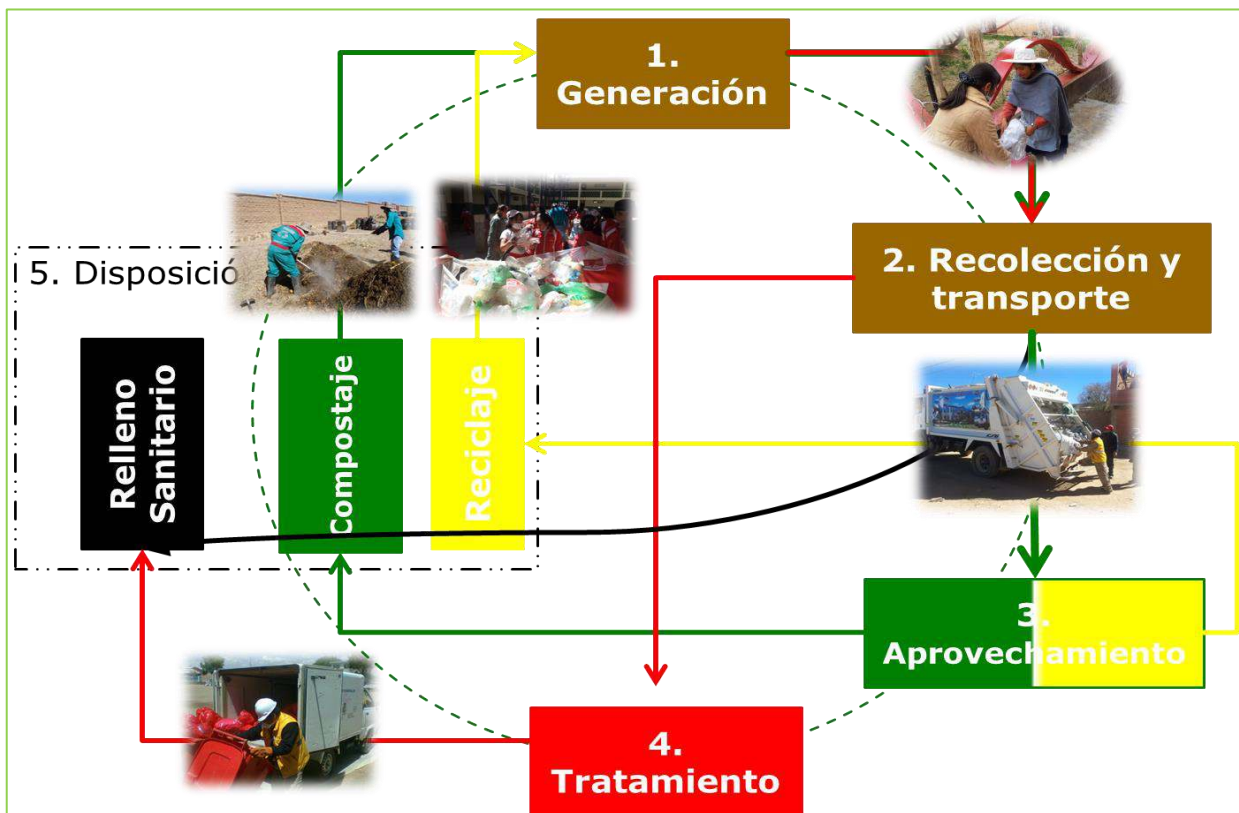 1.
Generación
2. Recolección y
transporte
5. Disposició
Relleno
Sanitario
Compostaje
Reciclaje
3.
Aprovechamiento
4.
Tratamiento